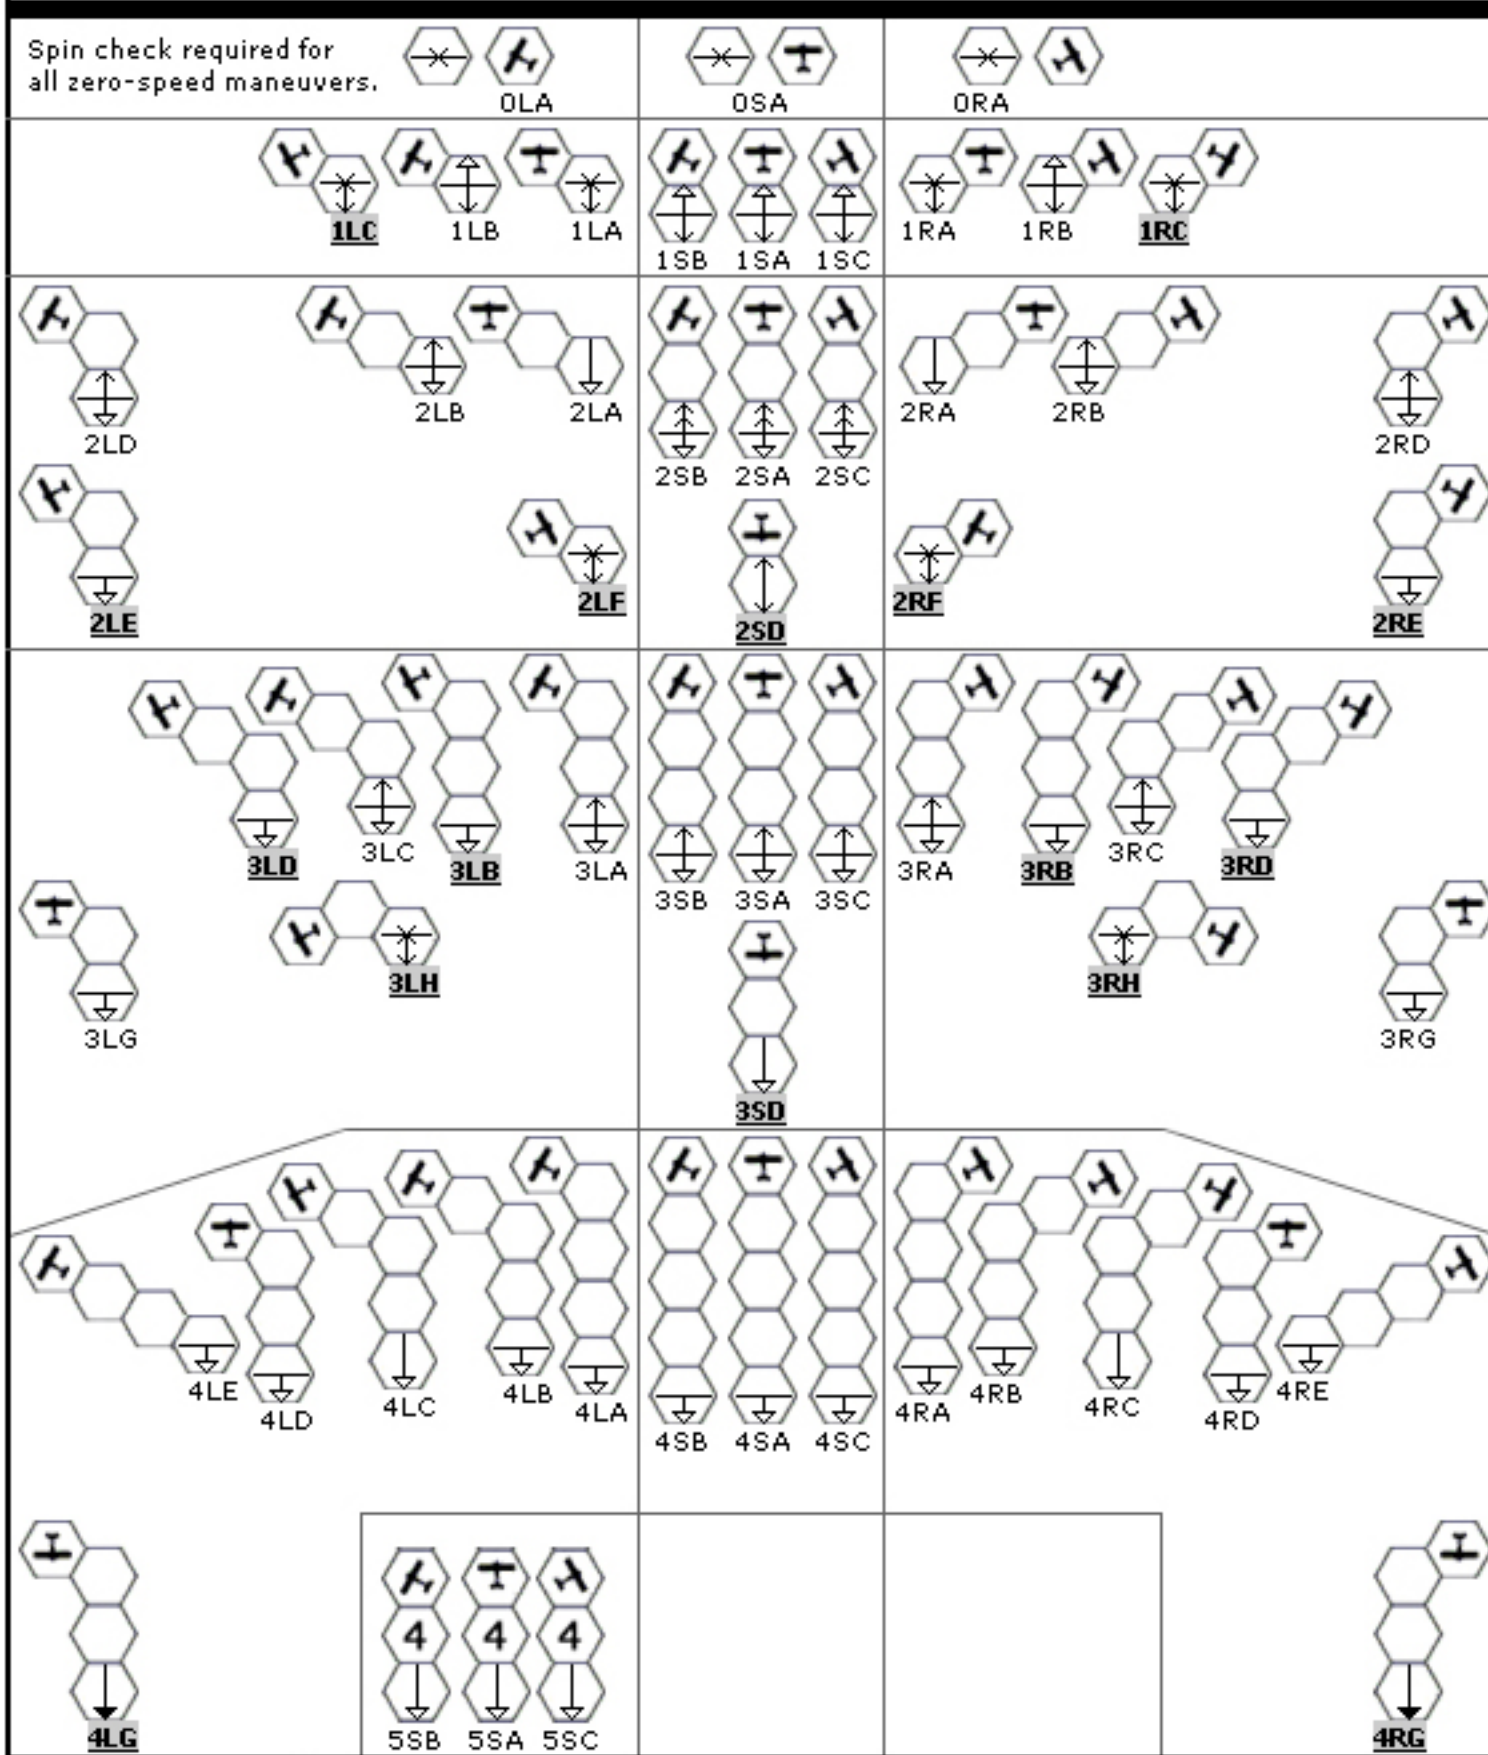 Spin check required for
all zero-speed maneuvers.
0LA
0SA
0RA
1LC
1LB
1LA
1SB
1SA
1SC
1RA
1RB
1RC
2LD
2LB
2LA
2SB
2SA
2SC
2RA
2RB
2RD
2LE
2LF
2SD
2RF
2RE
3LD
3LC
3LB
3LA
3SB
3SA
3SC
3RA
3RB
3RC
3RD
3LG
3LH
3SD
3RH
3RG
4LE
4LD
4LC
4LB
4LA
4SB
4SA
4SC
4RA
4RB
4RC
4RD
4RE
4LG
4
4
4
5SB
5SA
5SC
4RG